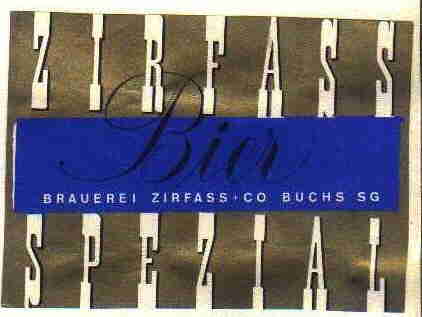 ZIRFASS
Bier
BRAUEREI ZIRFASS+CO BUCHS SG
SPEZIAL